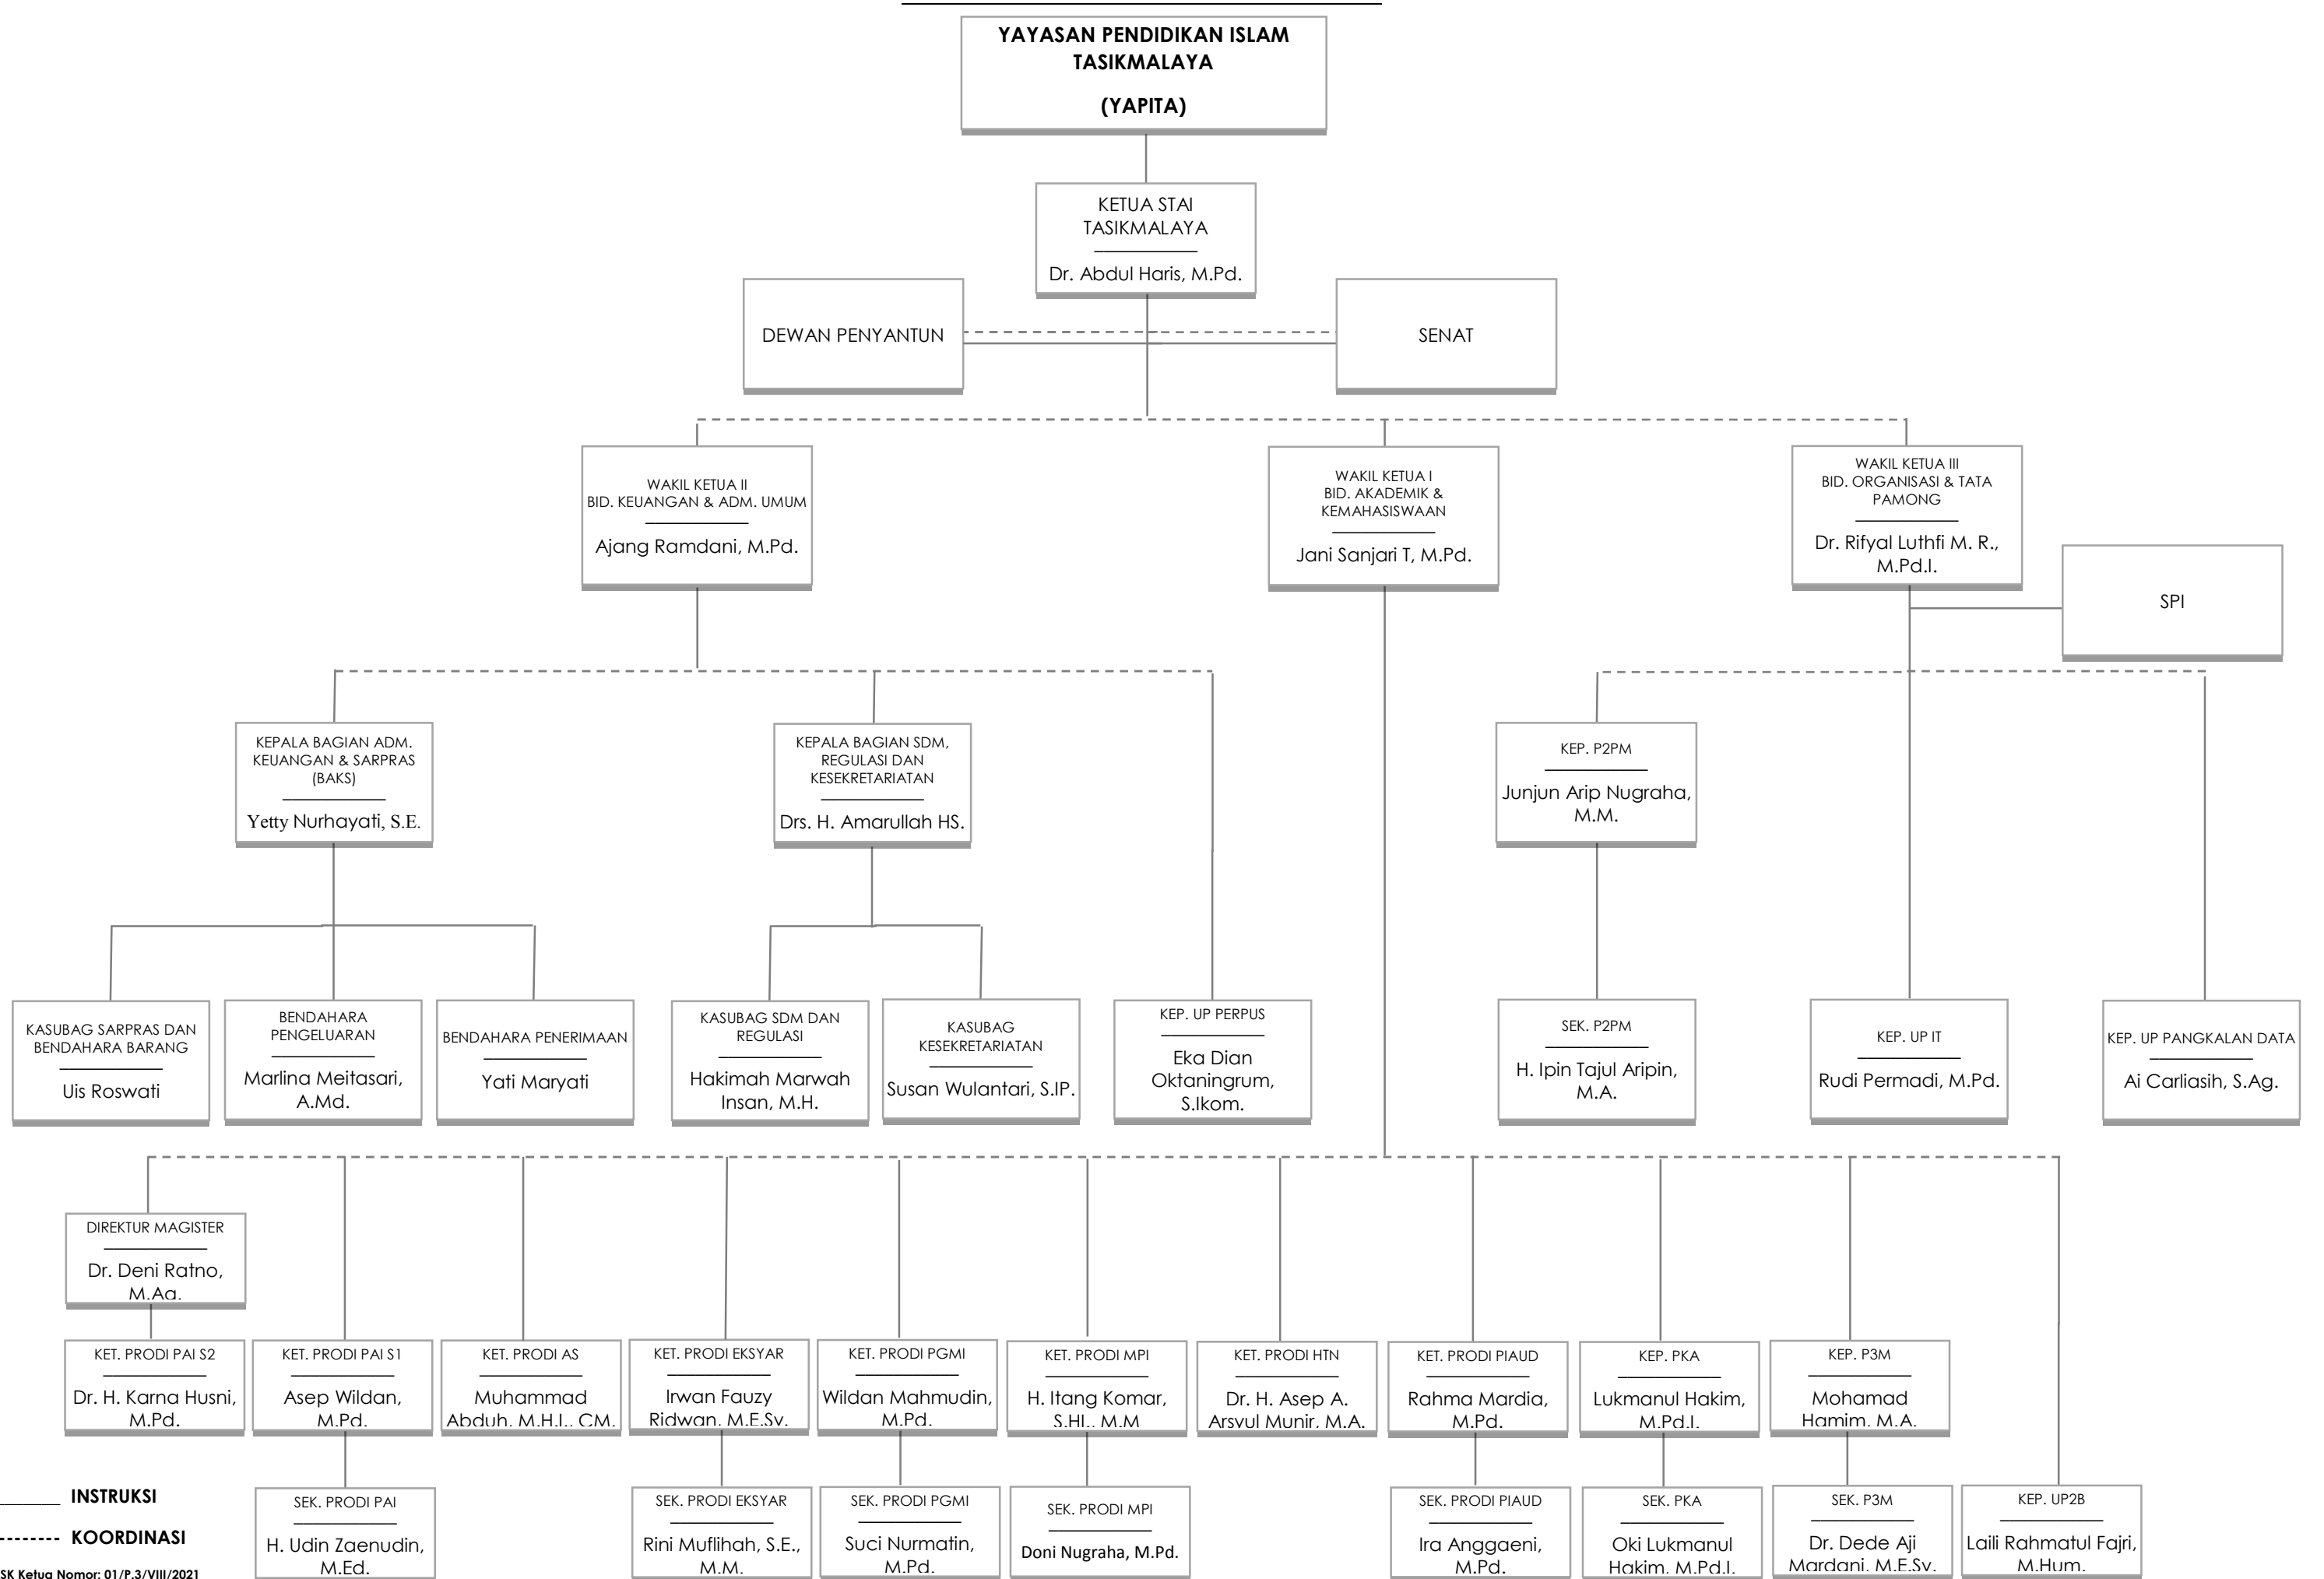 YAYASAN PENDIDIKAN ISLAM
TASIKMALAYA
(YAPITA)
KETUA STAI
TASIKMALAYA
Dr. Abdul Haris, M.Pd.
DEWAN PENYANTUN
SENAT
WAKIL KETUA II
BID. KEUANGAN & ADM. UMUM
Ajang Ramdani, M.Pd.
WAKIL KETUA I
BID. AKADEMIK &
KEMAHASISWAAN
Jani Sanjari T, M.Pd.
WAKIL KETUA III
BID. ORGANISASI & TATA
PAMONG
Dr. Rifyal Luthfi M. R.,
M.Pd.I.
SPI
KEPALA BAGIAN ADM.
KEUANGAN & SARPRAS
(BAKS)
Yetty Nurhayati, S.E.
KEPALA BAGIAN SDM,
REGULASI DAN
KESEKRETARIATAN
Drs. H. Amarullah HS.
KEP. P2PM
Junjun Arip Nugraha,
M.M.
KASUBAG SARPRAS DAN
BENDAHARA BARANG
Uis Roswati
BENDAHARA
PENGELUARAN
Marlina Meitasari,
A.Md.
BENDAHARA PENERIMAAN
Yati Maryati
KASUBAG SDM DAN
REGULASI
Hakimah Marwah
Insan, M.H.
KASUBAG
KESEKRETARIATAN
Susan Wulantari, S.IP.
KEP. UP PERPUS
Eka Dian
Oktaningrum,
S.Ikom.
SEK. P2PM
H. Ipin Tajul Aripin,
M.A.
KEP. UP IT
Rudi Permadi, M.Pd.
KEP. UP PANGKALAN DATA
Ai Carliasih, S.Ag.
DIREKTUR MAGISTER
Dr. Deni Ratno,
M.Ag.
KET. PRODI PAI S2
Dr. H. Karna Husni,
M.Pd.
KET. PRODI PAI S1
Asep Wildan,
M.Pd.
KET. PRODI AS
Muhammad
Abduh, M.H.I., CM.
KET. PRODI EKSYAR
Irwan Fauzy
Ridwan, M.E.Sy.
KET. PRODI PGMI
Wildan Mahmudin,
M.Pd.
KET. PRODI MPI
H. Itang Komar,
S.HI., M.M
KET. PRODI HTN
Dr. H. Asep A.
Arsyul Munir, M.A.
KET. PRODI PIAUD
Rahma Mardia,
M.Pd.
KEP. PKA
Lukmanul Hakim,
M.Pd.I.
KEP. P3M
Mohamad
Hamim, M.A.
SEK. PRODI PAI
H. Udin Zaenudin,
M.Ed.
SEK. PRODI EKSYAR
Rini Muflihah, S.E.,
M.M.
SEK. PRODI PGMI
Suci Nurmatin,
M.Pd.
SEK. PRODI MPI
Doni Nugraha, M.Pd.
SEK. PRODI PIAUD
Ira Anggaeni,
M.Pd.
SEK. PKA
Oki Lukmanul
Hakim, M.Pd.I.
SEK. P3M
Dr. Dede Aji
Mardani, M.E.Sy.
KEP. UP2B
Laili Rahmatul Fajri,
M.Hum.
INSTRUKSI
KOORDINASI
SK Ketua Nomor: 01/P.3/VIII/2021